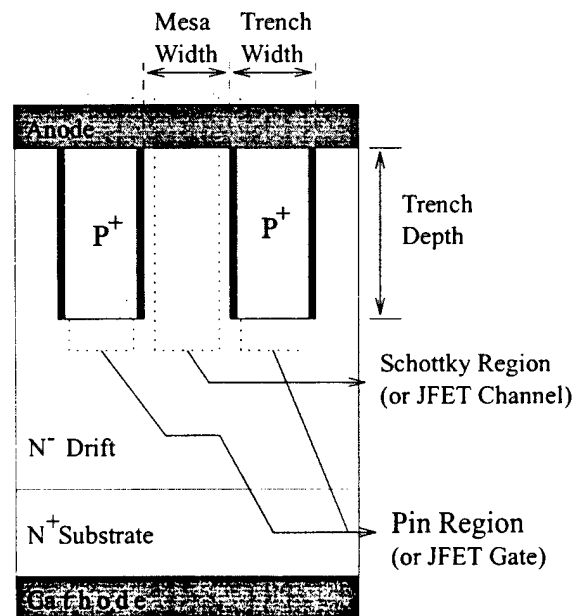 Mesa Width
Trench Width
Anode
P+
P+
Trench Depth
Schottky Region
(or JFET Channel)
N- Drift
N+ Substrate
Pin Region
(or JFET Gate)
Cathode